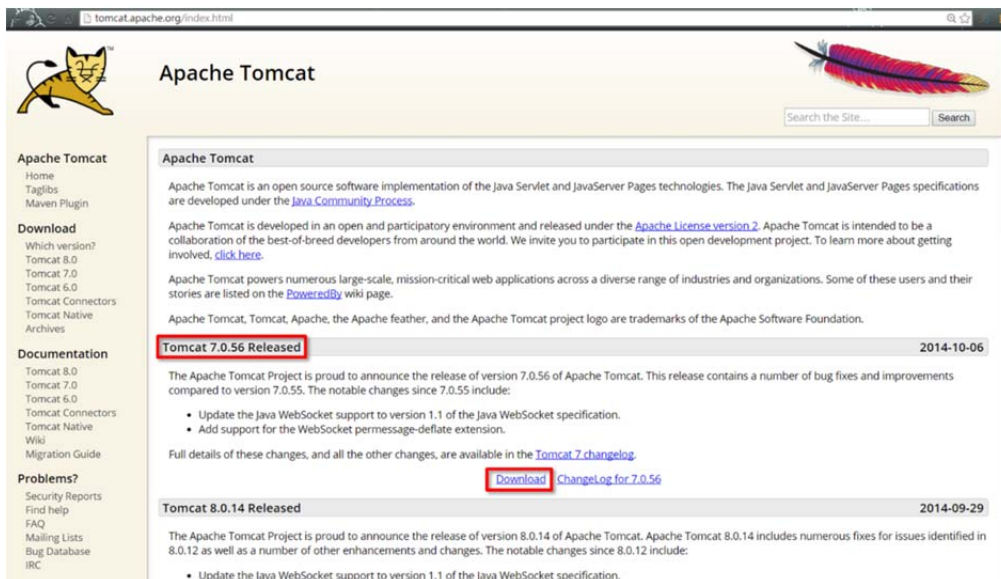 tomcat.apache.org/index.html
Apache Tomcat
TM
Search the Site...
Search
Apache Tomcat
Home
Taglibs
Maven Plugin
Download
Which version?
Tomcat 8.0
Tomcat 7.0
Tomcat 6.0
Tomcat Connectors
Tomcat Native
Archives
Documentation
Tomcat 8.0
Tomcat 7.0
Tomcat 6.0
Tomcat Connectors
Tomcat Native
Wiki
Migration Guide
Problems?
Security Reports
Find help
FAQ
Mailing Lists
Bug Database
IRC
Apache Tomcat
Apache Tomcat is an open source software implementation of the Java Servlet and JavaServer Pages technologies. The Java Servlet and JavaServer Pages specifications
are developed under the Java Community Process.
Apache Tomcat is developed in an open and participatory environment and released under the Apache License version 2. Apache Tomcat is intended to be a
collaboration of the best-of-breed developers from around the world. We invite you to participate in this open development project. To learn more about getting
involved, click here.
Apache Tomcat powers numerous large-scale, mission-critical web applications across a diverse range of industries and organizations. Some of these users and their
stories are listed on the PoweredBy wiki page.
Apache Tomcat, Tomcat, Apache, the Apache feather, and the Apache Tomcat project logo are trademarks of the Apache Software Foundation.
Tomcat 7.0.56 Released 2014-10-06
The Apache Tomcat Project is proud to announce the release of version 7.0.56 of Apache Tomcat. This release contains a number of bug fixes and improvements
compared to version 7.0.55. The notable changes since 7.0.55 include:
• Update the Java WebSocket support to version 1.1 of the Java WebSocket specification.
• Add support for the WebSocket permessage-deflate extension.
Full details of these changes, and all the other changes, are available in the Tomcat 7 changelog.
Download ChangeLog for 7.0.56
Tomcat 8.0.14 Released 2014-09-29
The Apache Tomcat Project is proud to announce the release of version 8.0.14 of Apache Tomcat. Apache Tomcat 8.0.14 includes numerous fixes for issues identified in
8.0.12 as well as a number of other enhancements and changes. The notable changes since 8.0.12 include:
• Update the Java WebSocket support to version 1.1 of the Java WebSocket specification.